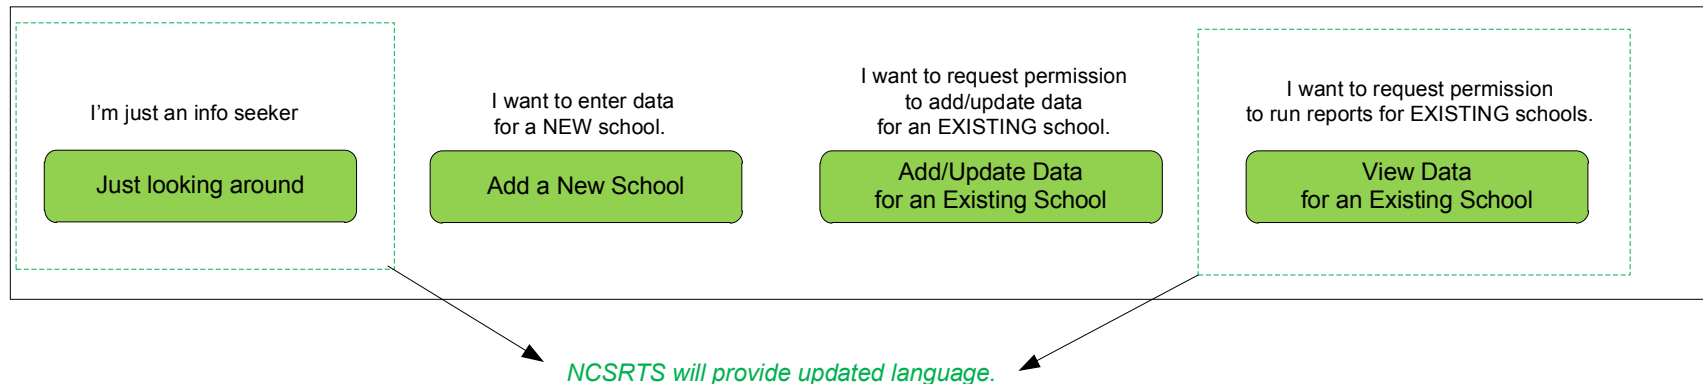 I'm just an info seeker
Just looking around
I want to enter data
for a NEW school.
Add a New School
I want to request permission
to add/update data
for an EXISTING school.
Add/Update Data
for an Existing School
I want to request permission
to run reports for EXISTING schools.
View Data
for an Existing School
NCSRTS will provide updated language.